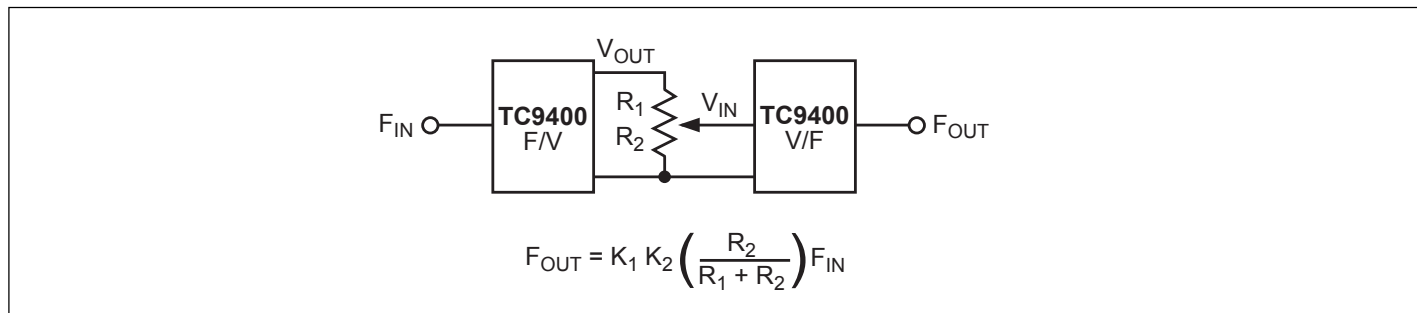 V_OUT
TC9400
F/V
F_IN
R_1
R_2
V_IN
TC9400
V/F
F_OUT
F_OUT = K_1 K_2 (R_2 / (R_1 + R_2)) F_IN